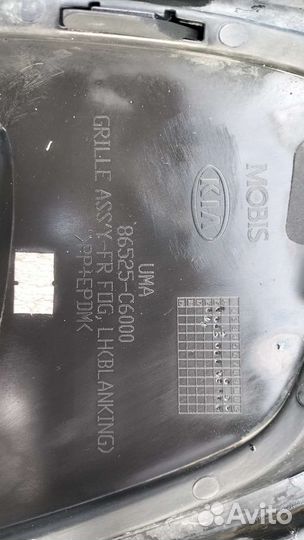 MOBIS
KIA
UMA
86525-C6000
GRILLE ASS'Y-FR FOG, LH(BLANKING)
>PP+EPDM<
Avito